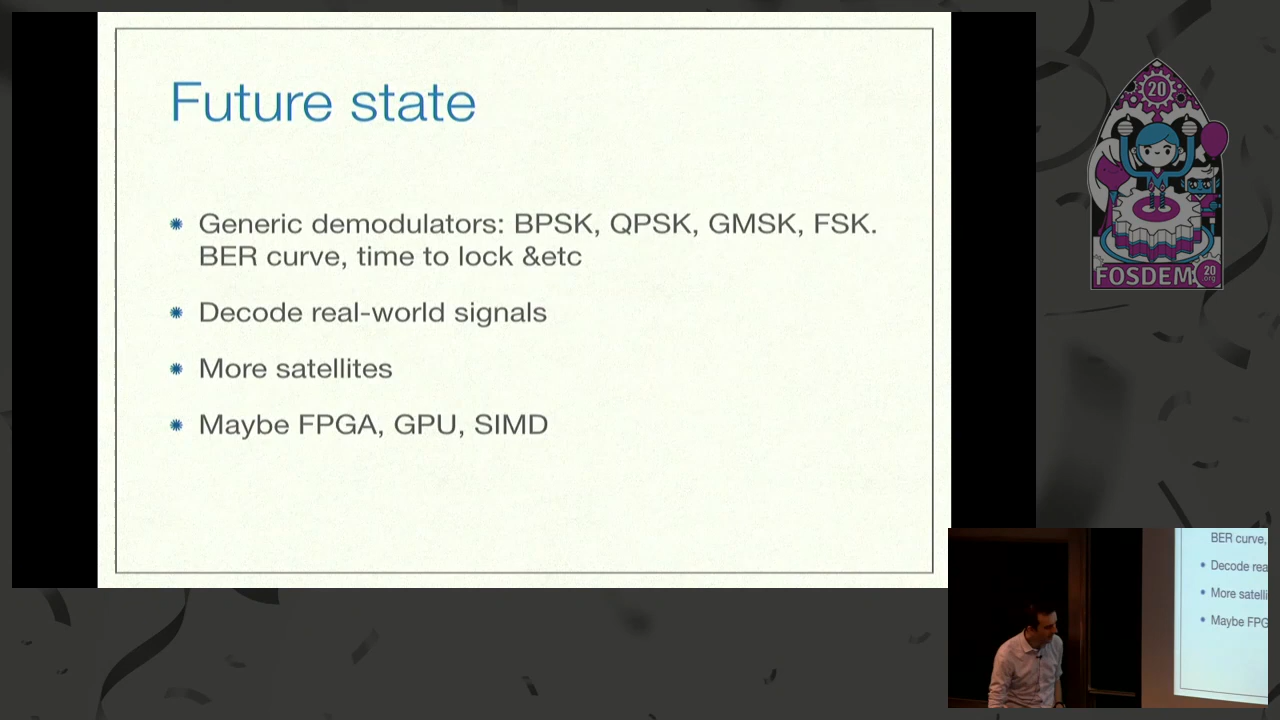 Future state
Generic demodulators: BPSK, QPSK, GMSK, FSK.
BER curve, time to lock &etc
Decode real-world signals
More satellites
Maybe FPGA, GPU, SIMD
20
FOSDEM 20
.org
BER curve,
Decode rea
More satelli
Maybe FPG